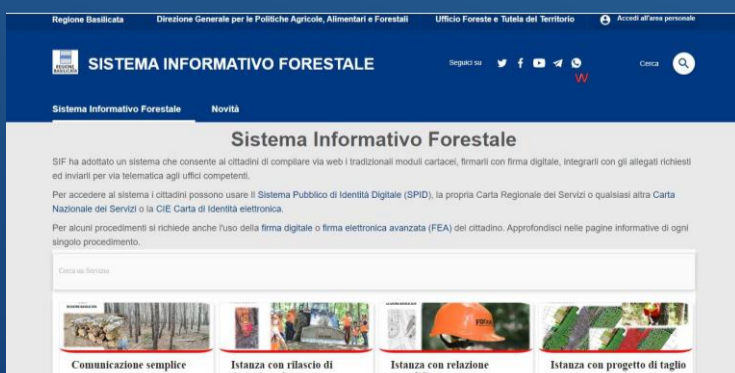 Regione Basilicata Direzione Generale per le Politiche Agricole, Alimentari e Forestali Ufficio Foreste e Tutela del Territorio Accedi all'area personale
REGIONE
BASILICATA
SISTEMA INFORMATIVO FORESTALE Seguici su Cerca
W
Sistema Informativo Forestale Novità
Sistema Informativo Forestale
SIF ha adottato un sistema che consente ai cittadini di compilare via web i tradizionali moduli cartacei, firmarli con firma digitale, integrarli con gli allegati richiesti
ed inviarli per via telematica agli uffici competenti.
Per accedere al sistema i cittadini possono usare Il Sistema Pubblico di Identità Digitale (SPID), la propria Carta Regionale dei Servizi o qualsiasi altra Carta
Nazionale dei Servizi o la CIE Carta di Identità elettronica.
Per alcuni procedimenti si richiede anche l'uso della firma digitale o firma elettronica avanzata (FEA) del cittadino. Approfondisci nelle pagine informative di ogni
singolo procedimento.
Cerca un Servizio
Comunicazione semplice Istanza con rilascio di Istanza con relazione Istanza con progetto di taglio